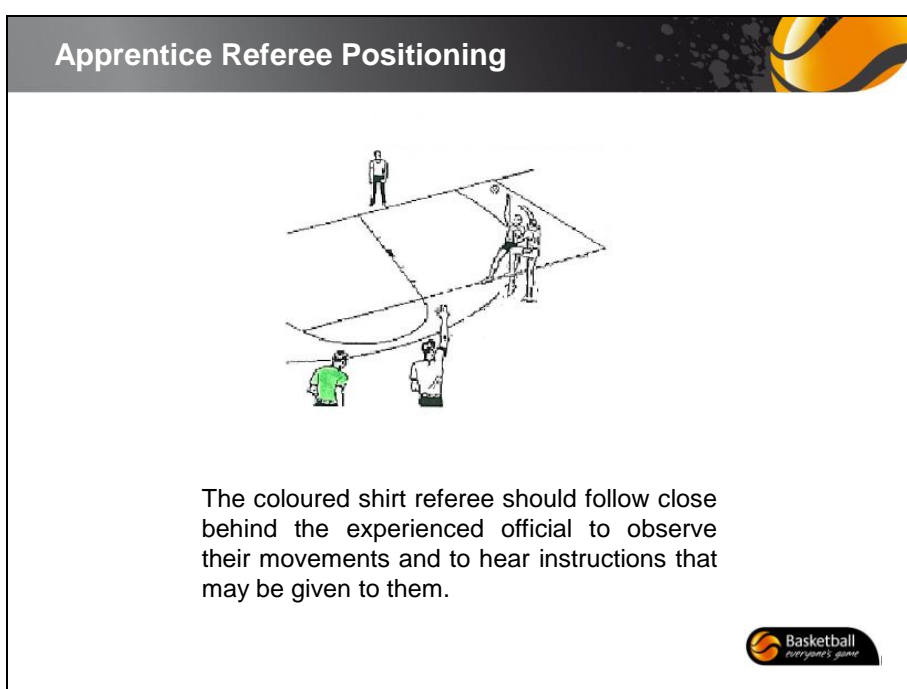 Apprentice Referee Positioning
The coloured shirt referee should follow close
behind the experienced official to observe
their movements and to hear instructions that
may be given to them.
Basketball
everyone's game